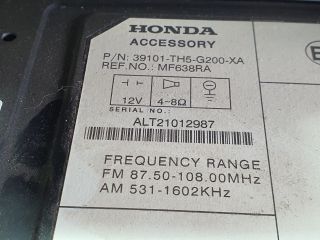 HONDA
ACCESSORY
P/N: 39101-TH5-G200-XA
REF.NO.: MF638RA
12V 4-8Ω
SERIAL NO.:
ALT21012987
FREQUENCY RANGE
FM 87.50-108.00MHz
AM 531-1602KHz